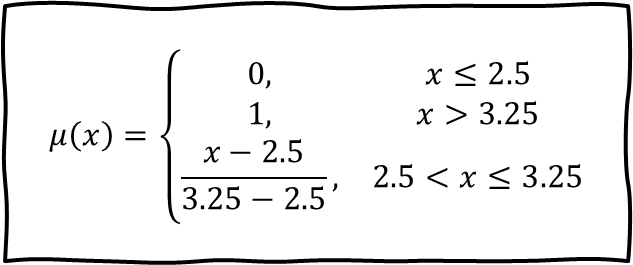 μ(x) = { 0, x ≤ 2.5
1, x > 3.25
x − 2.5
3.25 − 2.5 , 2.5 < x ≤ 3.25